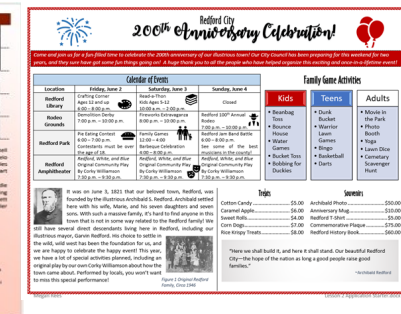 Redford City
200th Anniversary Celebration!
Come and join us for a fun-filled time to celebrate the 200th anniversary of our illustrious town! Our City Council has been preparing for this weekend for two
years, and they sure have got some fun things going on! A huge thank you to all the people who have helped organize this exciting and once-in-a-lifetime event!
Calendar of Events
Location Friday, June 2 Saturday, June 3 Sunday, June 4
Redford Library
Crafting Corner
Ages 12 and up
6:00 – 8:00 p.m.
Read-a-Thon
Kids Ages 5-12
10:00 a.m. – 2:00 p.m.
Closed
Rodeo Grounds
Demolition Derby
7:00 p.m. – 10:00 p.m.
Fireworks Extravaganza
8:00 p.m. – 10:00 p.m.
Redford 100th Annual
Rodeo
7:00 p.m. – 10:00 p.m.
Redford Park
Pie Eating Contest
6:00 – 7:00 p.m.
Contestants must be over
the age of 18.
Family Games
12:00 – 4:00
Barbecue Celebration
4:00 – 8:00 p.m.
Redford Jam Band Battle
6:00 – 9:00 p.m.
See some of the best
musicians in the county!
Redford Amphitheater
Redford, White, and Blue
Original Community Play
By Corky Williamson
7:30 p.m. – 9:30 p.m.
Redford, White, and Blue
Original Community Play
By Corky Williamson
7:30 p.m. – 9:30 p.m.
Redford, White, and Blue
Original Community Play
By Corky Williamson
7:30 p.m. – 9:30 p.m.
Family Game Activities
Kids
• Beanbag Toss
• Bounce House
• Water Games
• Bucket Toss
• Bobbing for Duckies
Teens
• Dunk Bucket
• Warrior Lawn Games
• Bingo
• Basketball
• Darts
Adults
• Movie in the Park
• Photo Booth
• Yoga
• Lawn Dice
• Cemetary Scavenger Hunt
It was on June 3, 1821 that our beloved town, Redford, was
founded by the illustrious Archibald S. Redford. Archibald settled
here with his wife, Marie, and his seven daughters and seven
sons. With such a massive family, it's hard to find anyone in this
town that is not in some way related to the Redford family! We
still have several direct descendants living here in Redford, including our
illustrious mayor, Garvin Redford. His choice to settle in
the wild, wild west has been the foundation for us, and
we are happy to celebrate the happy event! This year,
we have a lot of special activities planned, including an
original play by our own Corky Williamson about how the
town came about. Performed by locals, you won't want
to miss this special performance!
Figure 1 Original Redford
Family, Circa 1846
Treats
Cotton Candy $5.00
Caramel Apple $6.00
Sweet Rolls $4.00
Corn Dogs $7.00
Rice Krispy Treats $8.00
Souvenirs
Archibald Photo $50.00
Anniversary Mug $10.00
Redford T-Shirt $5.00
Commemorative Plaque $75.00
Redford History Book $60.00
"Here we shall build it, and here it shall stand. Our beautiful Redford
City—the hope of the nation as long a good people raise good
families."
~Archibald Redford
Megan Rees
Lesson 2 Application Starter.docx